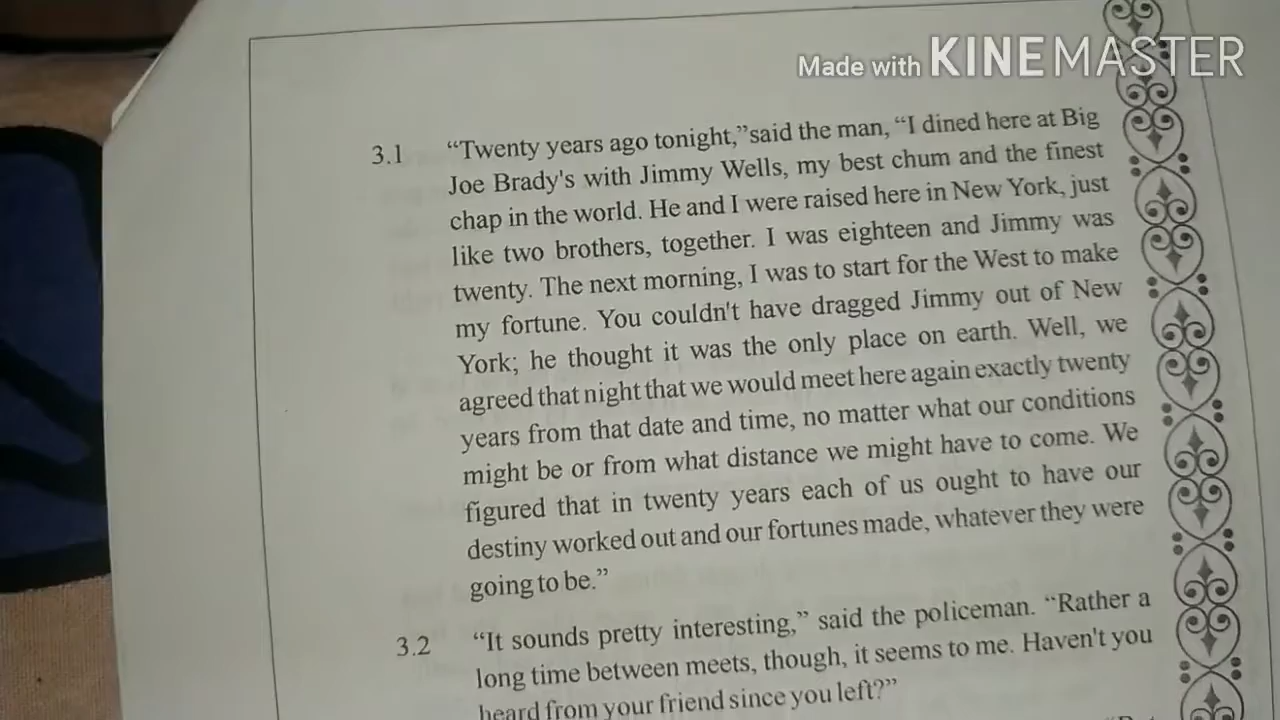 Made with KINEMASTER
3.1 “Twenty years ago tonight,”said the man, “I dined here at Big
Joe Brady's with Jimmy Wells, my best chum and the finest
chap in the world. He and I were raised here in New York, just
like two brothers, together. I was eighteen and Jimmy was
twenty. The next morning, I was to start for the West to make
my fortune. You couldn't have dragged Jimmy out of New
York; he thought it was the only place on earth. Well, we
agreed that night that we would meet here again exactly twenty
years from that date and time, no matter what our conditions
might be or from what distance we might have to come. We
figured that in twenty years each of us ought to have our
destiny worked out and our fortunes made, whatever they were
going to be.”
3.2 “It sounds pretty interesting,” said the policeman. “Rather a
long time between meets, though, it seems to me. Haven't you
heard from your friend since you left?”